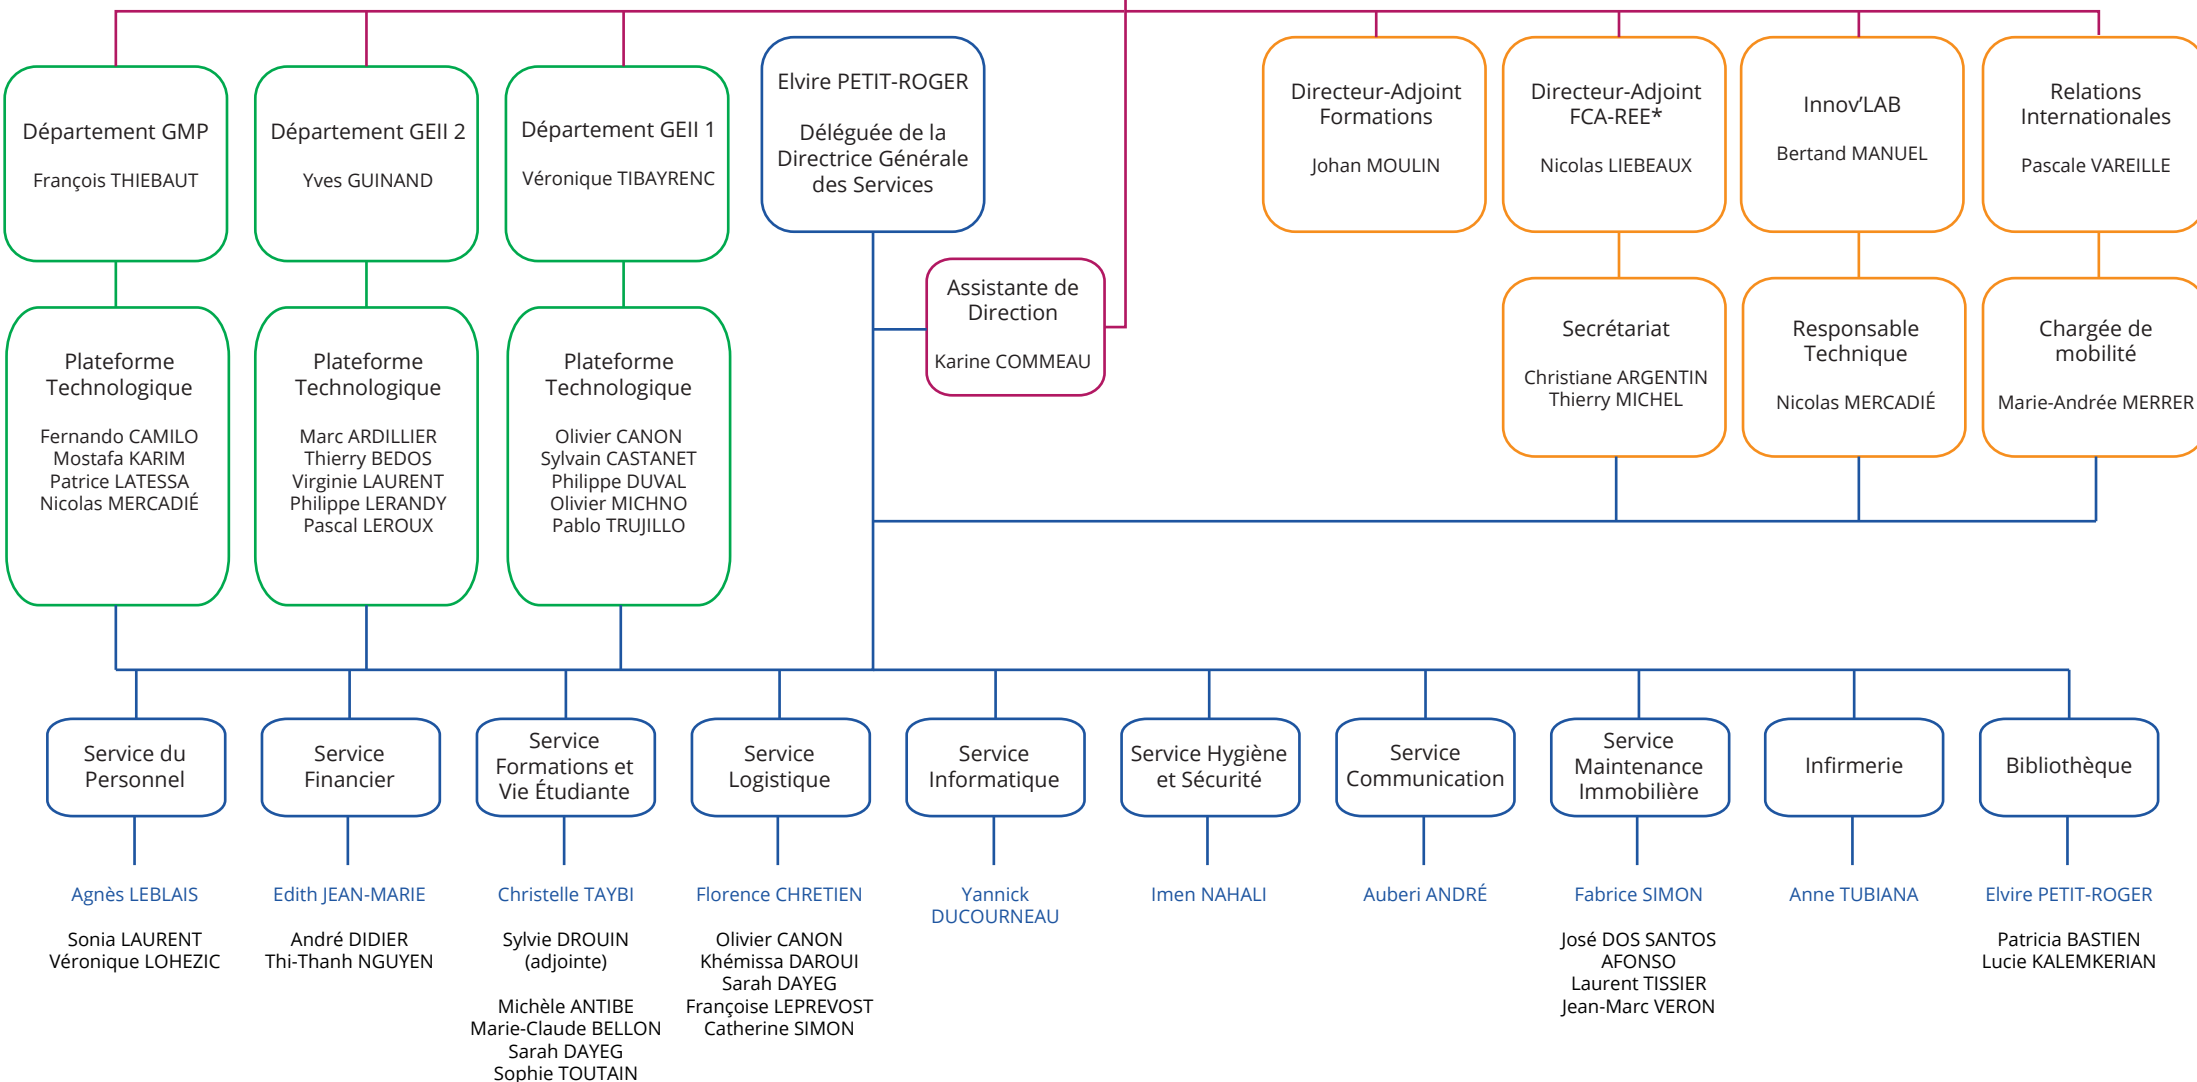 Département GMP
François THIEBAUT
Département GEII 2
Yves GUINAND
Département GEII 1
Véronique TIBAYRENC
Elvire PETIT-ROGER
Déléguée de la
Directrice Générale
des Services
Directeur-Adjoint
Formations
Johan MOULIN
Directeur-Adjoint
FCA-REE*
Nicolas LIEBEAUX
Innov'LAB
Bertand MANUEL
Relations
Internationales
Pascale VAREILLE
Assistante de
Direction
Karine COMMEAU
Plateforme
Technologique
Fernando CAMILO
Mostafa KARIM
Patrice LATESSA
Nicolas MERCADIÉ
Plateforme
Technologique
Marc ARDILLIER
Thierry BEDOS
Virginie LAURENT
Philippe LERANDY
Pascal LEROUX
Plateforme
Technologique
Olivier CANON
Sylvain CASTANET
Philippe DUVAL
Olivier MICHNO
Pablo TRUJILLO
Secrétariat
Christiane ARGENTIN
Thierry MICHEL
Responsable
Technique
Nicolas MERCADIÉ
Chargée de
mobilité
Marie-Andrée MERRER
Service du
Personnel
Agnès LEBLAIS
Sonia LAURENT
Véronique LOHEZIC
Service
Financier
Edith JEAN-MARIE
André DIDIER
Thi-Thanh NGUYEN
Service
Formations et
Vie Étudiante
Christelle TAYBI
Sylvie DROUIN
(adjointe)
Michèle ANTIBE
Marie-Claude BELLON
Sarah DAYEG
Sophie TOUTAIN
Service
Logistique
Florence CHRETIEN
Olivier CANON
Khémissa DAROUI
Sarah DAYEG
Françoise LEPREVOST
Catherine SIMON
Service
Informatique
Yannick
DUCOURNEAU
Service Hygiène
et Sécurité
Imen NAHALI
Service
Communication
Auberi ANDRÉ
Service
Maintenance
Immobilière
Fabrice SIMON
José DOS SANTOS
AFONSO
Laurent TISSIER
Jean-Marc VERON
Infirmerie
Anne TUBIANA
Bibliothèque
Elvire PETIT-ROGER
Patricia BASTIEN
Lucie KALEMKERIAN